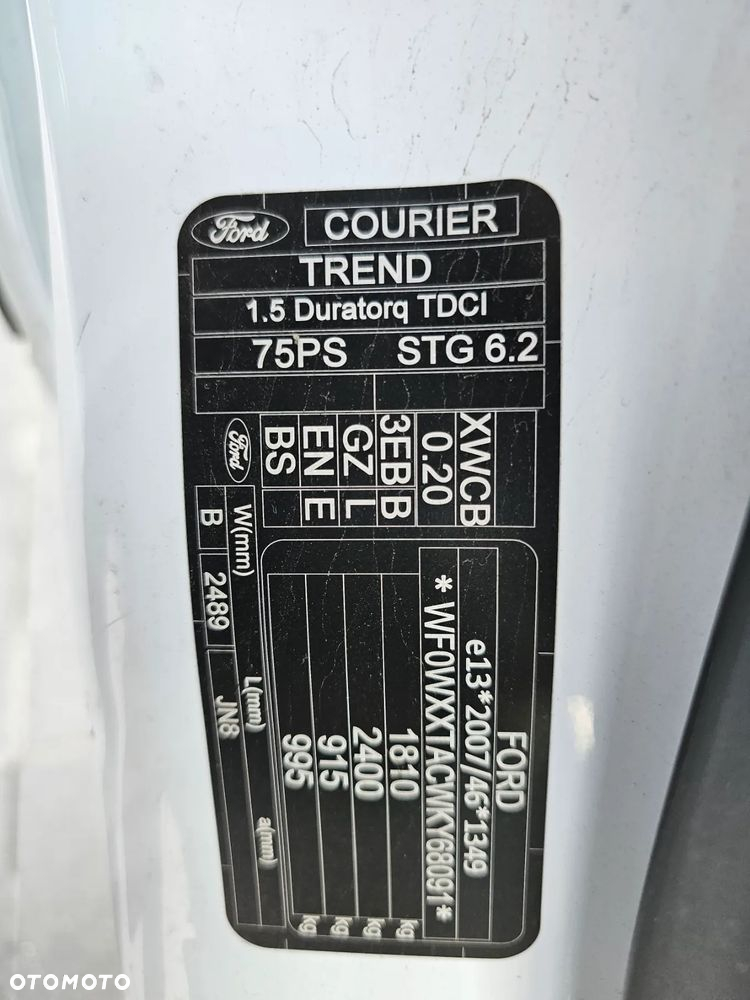 Ford COURIER
TREND
1.5 Duratorq TDCI
75PS STG 6.2
FORD
e13*2007/46*1349
*WF0WXXTACWKY68091*
1810 kg
2400 kg
915 kg
995 kg
XWCB
0.20
3EB B
GZ L
EN E
BS
Ford
W(mm) L(mm) a(mm)
B 2489 JN8
OTOMOTO